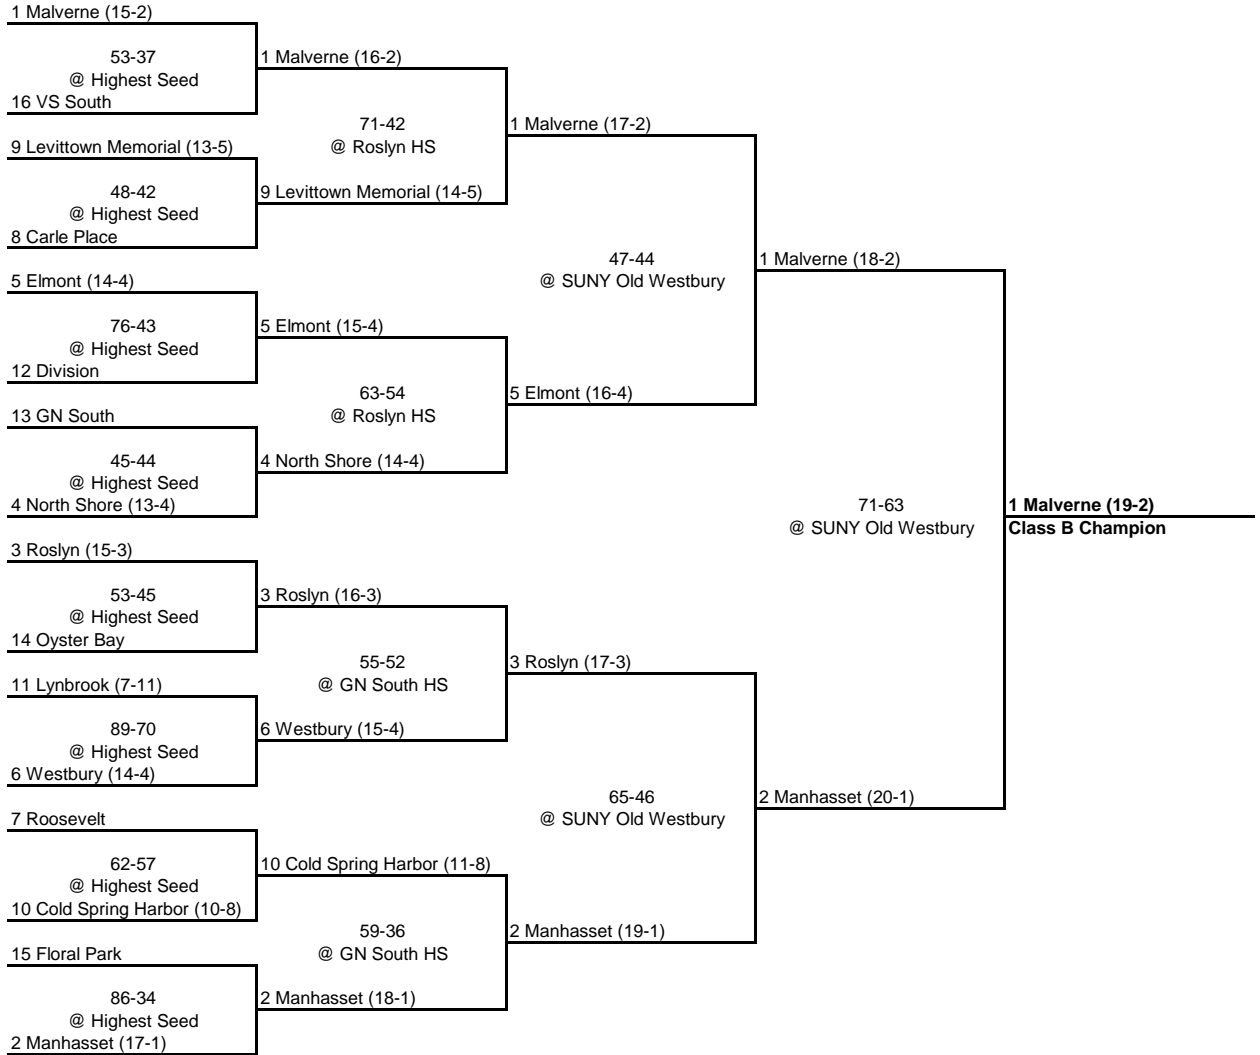 1 Malverne (15-2)
53-37
@ Highest Seed
16 VS South
9 Levittown Memorial (13-5)
48-42
@ Highest Seed
8 Carle Place
5 Elmont (14-4)
76-43
@ Highest Seed
12 Division
13 GN South
45-44
@ Highest Seed
4 North Shore (13-4)
3 Roslyn (15-3)
53-45
@ Highest Seed
14 Oyster Bay
11 Lynbrook (7-11)
89-70
@ Highest Seed
6 Westbury (14-4)
7 Roosevelt
62-57
@ Highest Seed
10 Cold Spring Harbor (10-8)
15 Floral Park
86-34
@ Highest Seed
2 Manhasset (17-1)
1 Malverne (16-2)
71-42
@ Roslyn HS
9 Levittown Memorial (14-5)
5 Elmont (15-4)
63-54
@ Roslyn HS
4 North Shore (14-4)
3 Roslyn (16-3)
55-52
@ GN South HS
6 Westbury (15-4)
10 Cold Spring Harbor (11-8)
59-36
@ GN South HS
2 Manhasset (18-1)
1 Malverne (17-2)
47-44
@ SUNY Old Westbury
5 Elmont (16-4)
3 Roslyn (17-3)
65-46
@ SUNY Old Westbury
2 Manhasset (19-1)
1 Malverne (18-2)
71-63
@ SUNY Old Westbury
2 Manhasset (20-1)
1 Malverne (19-2)
Class B Champion